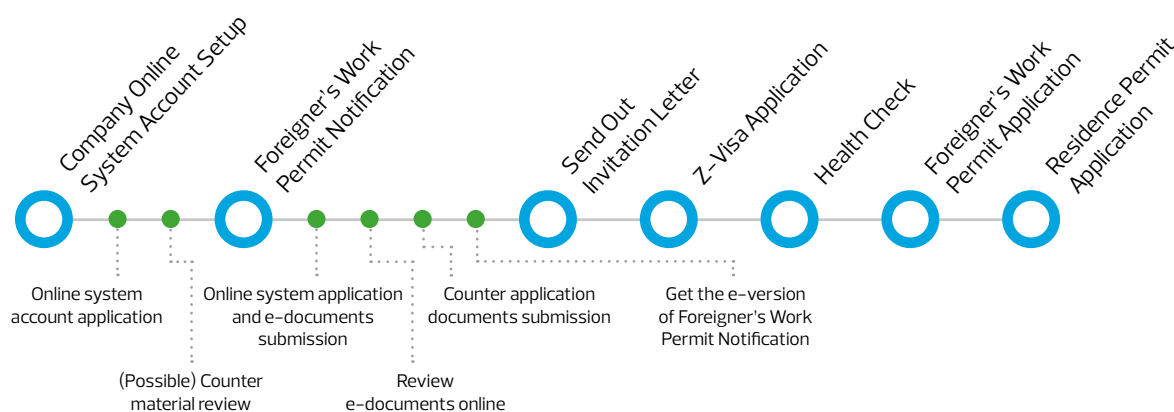 Company Online
System Account Setup
Foreigner's Work
Permit Notification
Send Out
Invitation Letter
Z-Visa Application
Health Check
Foreigner's Work
Permit Application
Residence Permit
Application
Online system
account application
(Possible) Counter
material review
Online system application
and e-documents
submission
Review
e-documents online
Counter application
documents submission
Get the e-version
of Foreigner's Work
Permit Notification